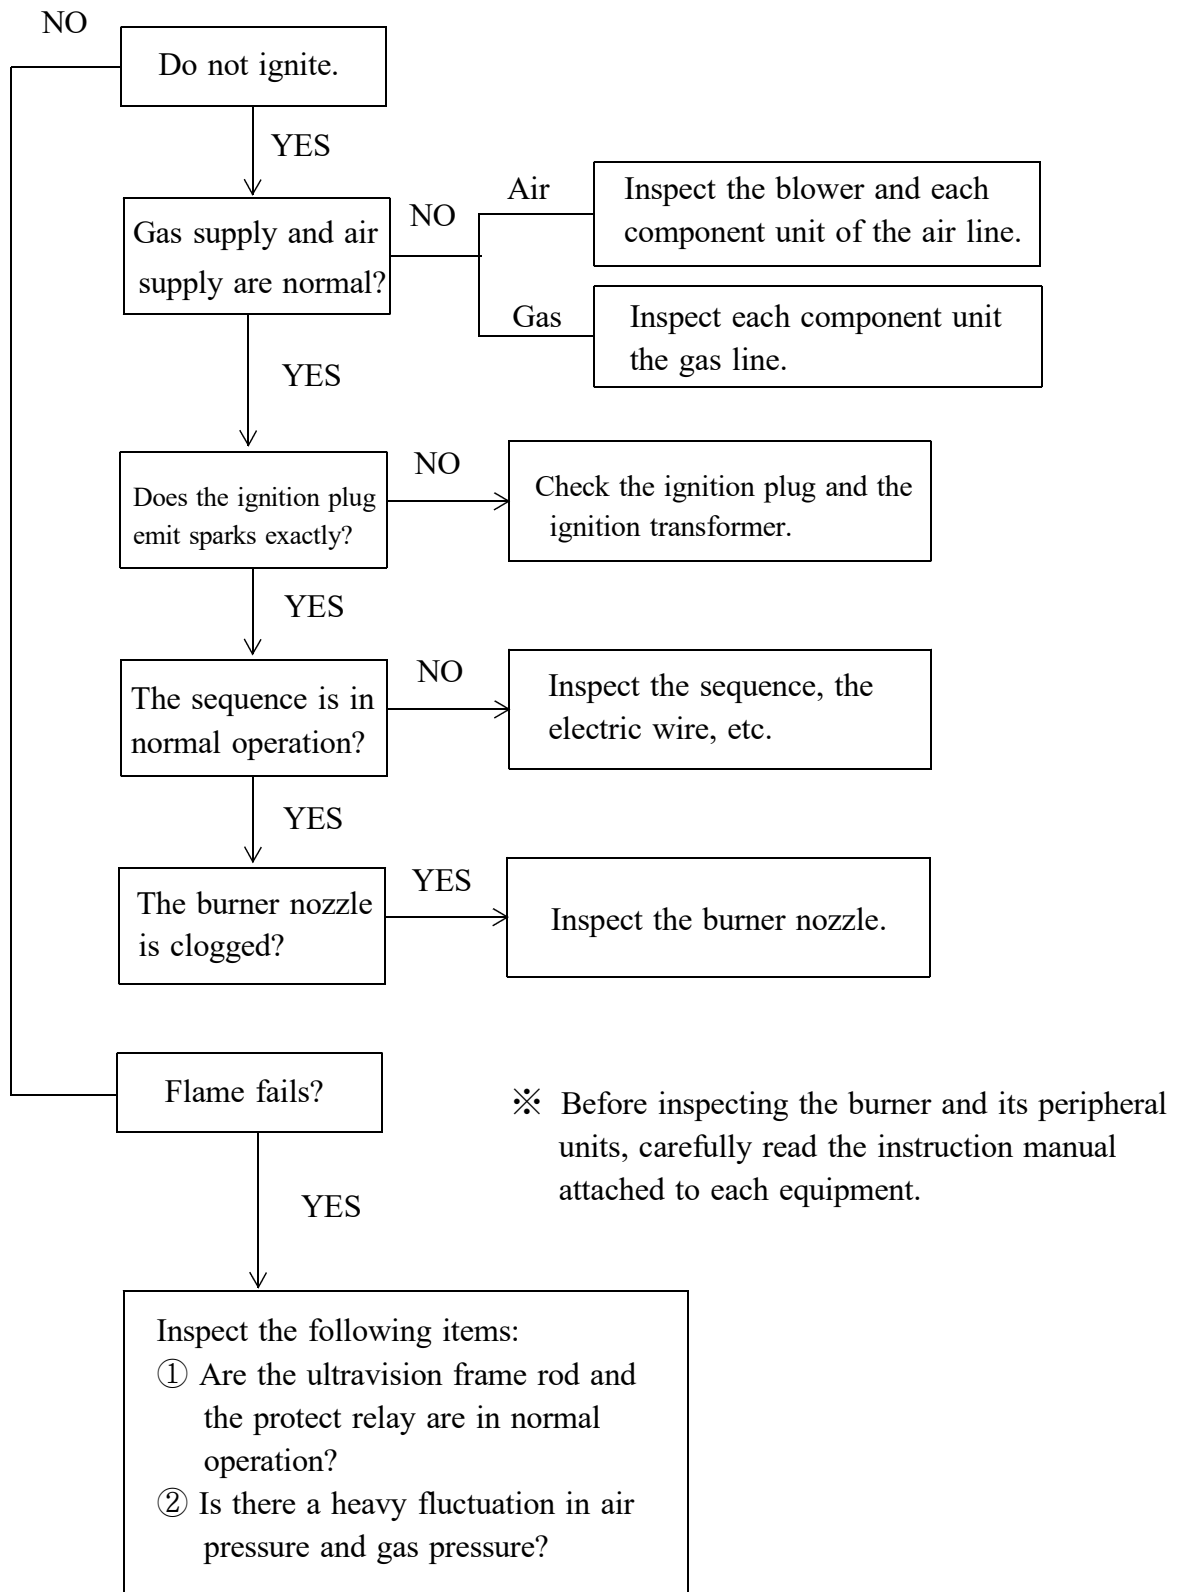 NO
Do not ignite.
YES
Gas supply and air
supply are normal?
NO
Air
Inspect the blower and each
component unit of the air line.
Gas
Inspect each component unit
the gas line.
YES
Does the ignition plug
emit sparks exactly?
NO
Check the ignition plug and the
ignition transformer.
YES
The sequence is in
normal operation?
NO
Inspect the sequence, the
electric wire, etc.
YES
The burner nozzle
is clogged?
YES
Inspect the burner nozzle.
Flame fails?
※ Before inspecting the burner and its peripheral
units, carefully read the instruction manual
attached to each equipment.
YES
Inspect the following items:
① Are the ultravision frame rod and
the protect relay are in normal
operation?
② Is there a heavy fluctuation in air
pressure and gas pressure?